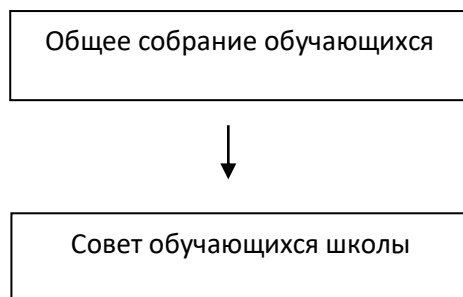 Общее собрание обучающихся
Совет обучающихся школы